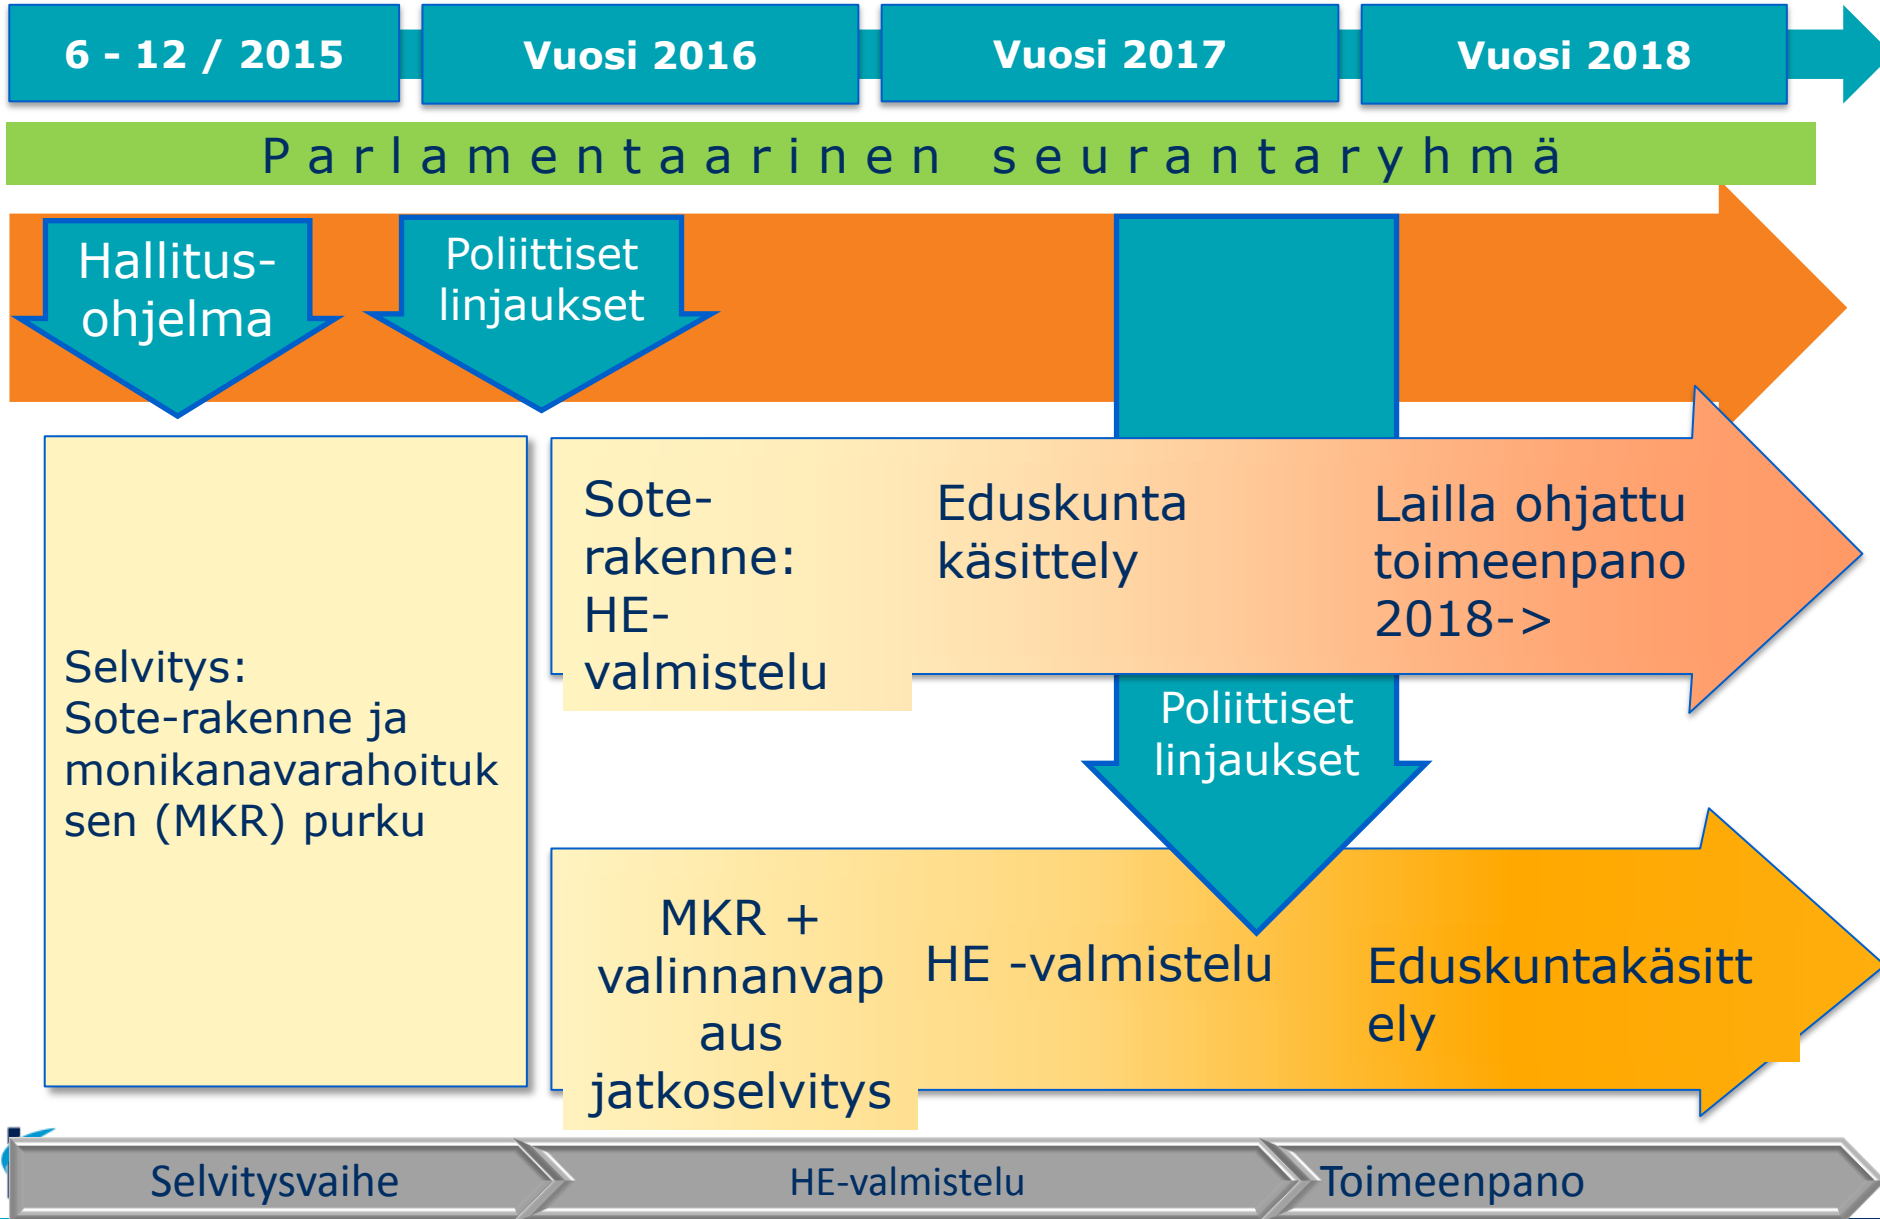 6 - 12 / 2015
Vuosi 2016
Vuosi 2017
Vuosi 2018
Parlamentaarinen seurantaryhmä
Hallitus-
ohjelma
Poliittiset
linjaukset
Selvitys:
Sote-rakenne ja
monikanavarahoituk
sen (MKR) purku
Sote-
rakenne:
HE-
valmistelu
Eduskunta
käsittely
Lailla ohjattu
toimeenpano
2018->
Poliittiset
linjaukset
MKR +
valinnanvap
aus
jatkoselvitys
HE -valmistelu
Eduskuntakäsitt
ely
Selvitysvaihe
HE-valmistelu
Toimeenpano